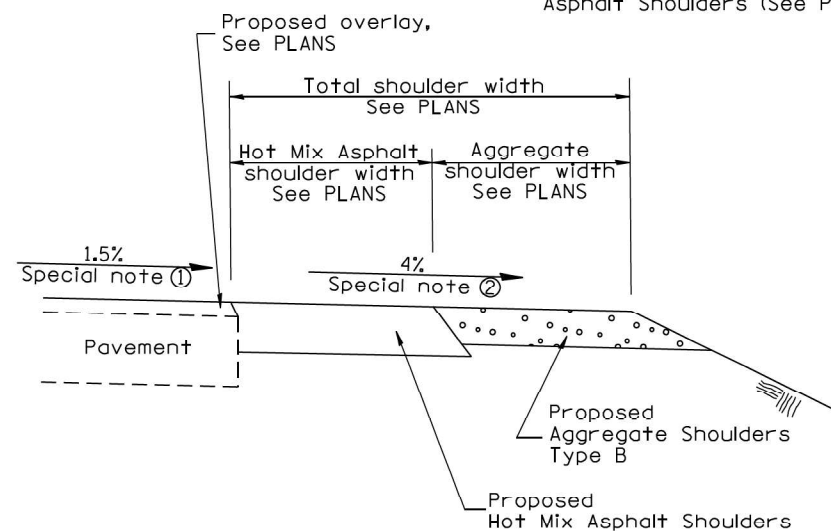 Asphalt Shoulders (See P
Proposed overlay,
See PLANS
Total shoulder width
See PLANS
Hot Mix Asphalt
shoulder width
See PLANS
Aggregate
shoulder width
See PLANS
1.5%
Special note ①
4%
Special note ②
Pavement
Proposed
Aggregate Shoulders
Type B
Proposed
Hot Mix Asphalt Shoulders